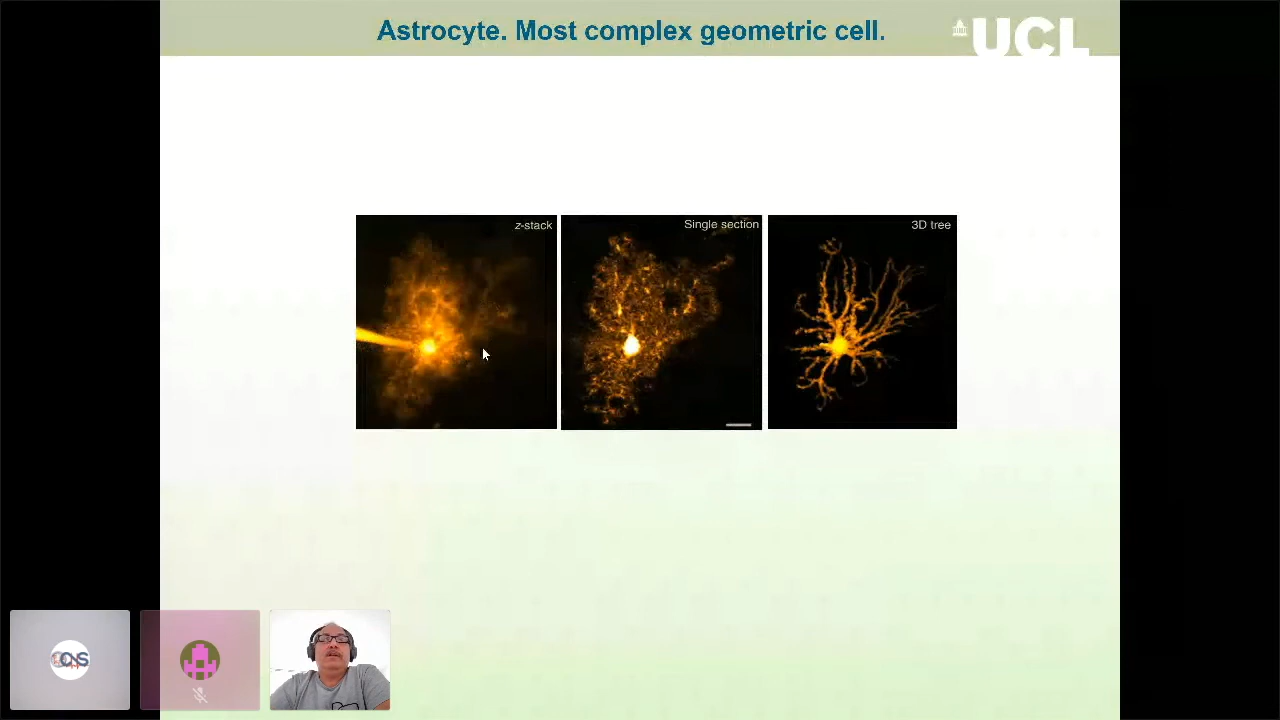 Astrocyte. Most complex geometric cell.
UCL
z-stack
Single section
3D tree